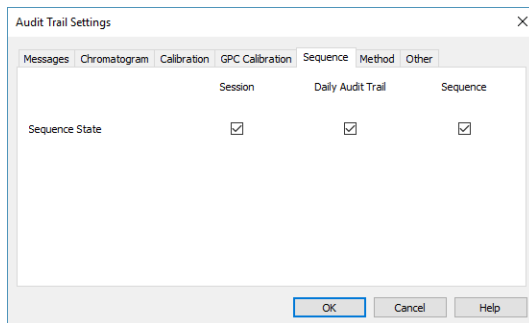 Audit Trail Settings
Messages Chromatogram Calibration GPC Calibration Sequence Method Other
Session Daily Audit Trail Sequence
Sequence State
OK Cancel Help